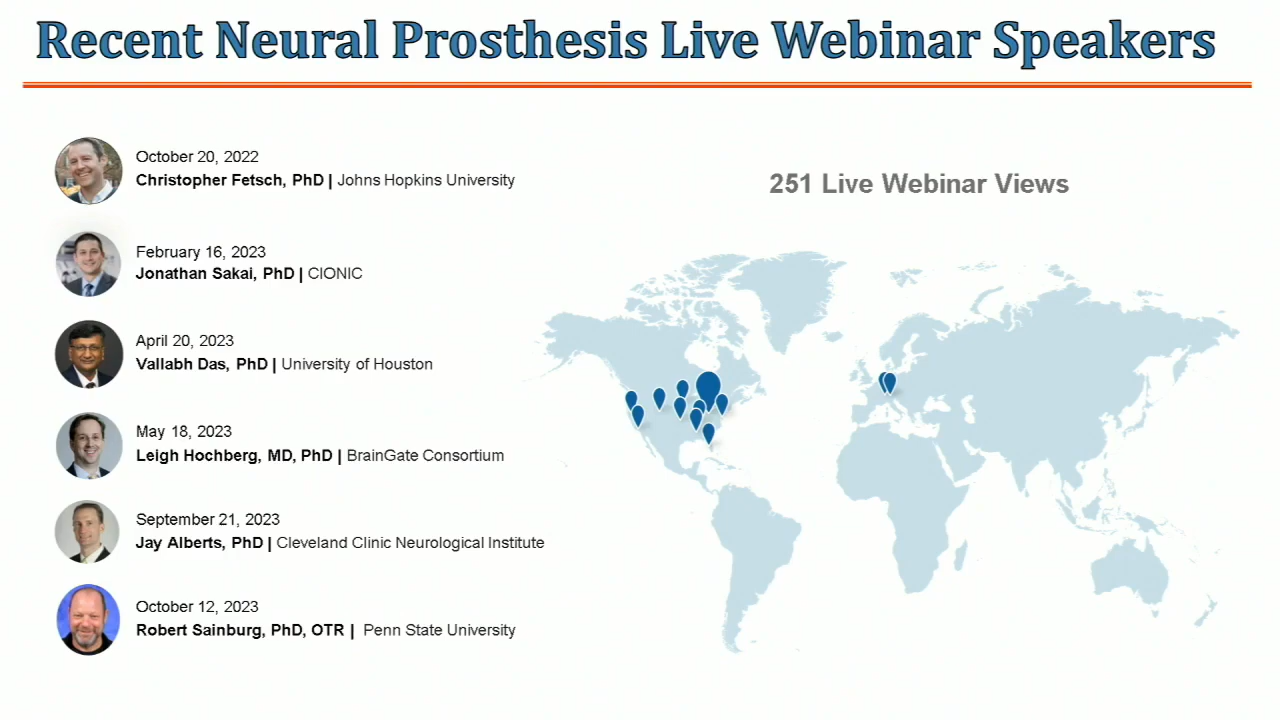 Recent Neural Prosthesis Live Webinar Speakers
October 20, 2022
Christopher Fetsch, PhD | Johns Hopkins University
251 Live Webinar Views
February 16, 2023
Jonathan Sakai, PhD | CIONIC
April 20, 2023
Vallabh Das, PhD | University of Houston
May 18, 2023
Leigh Hochberg, MD, PhD | BrainGate Consortium
September 21, 2023
Jay Alberts, PhD | Cleveland Clinic Neurological Institute
October 12, 2023
Robert Sainburg, PhD, OTR | Penn State University